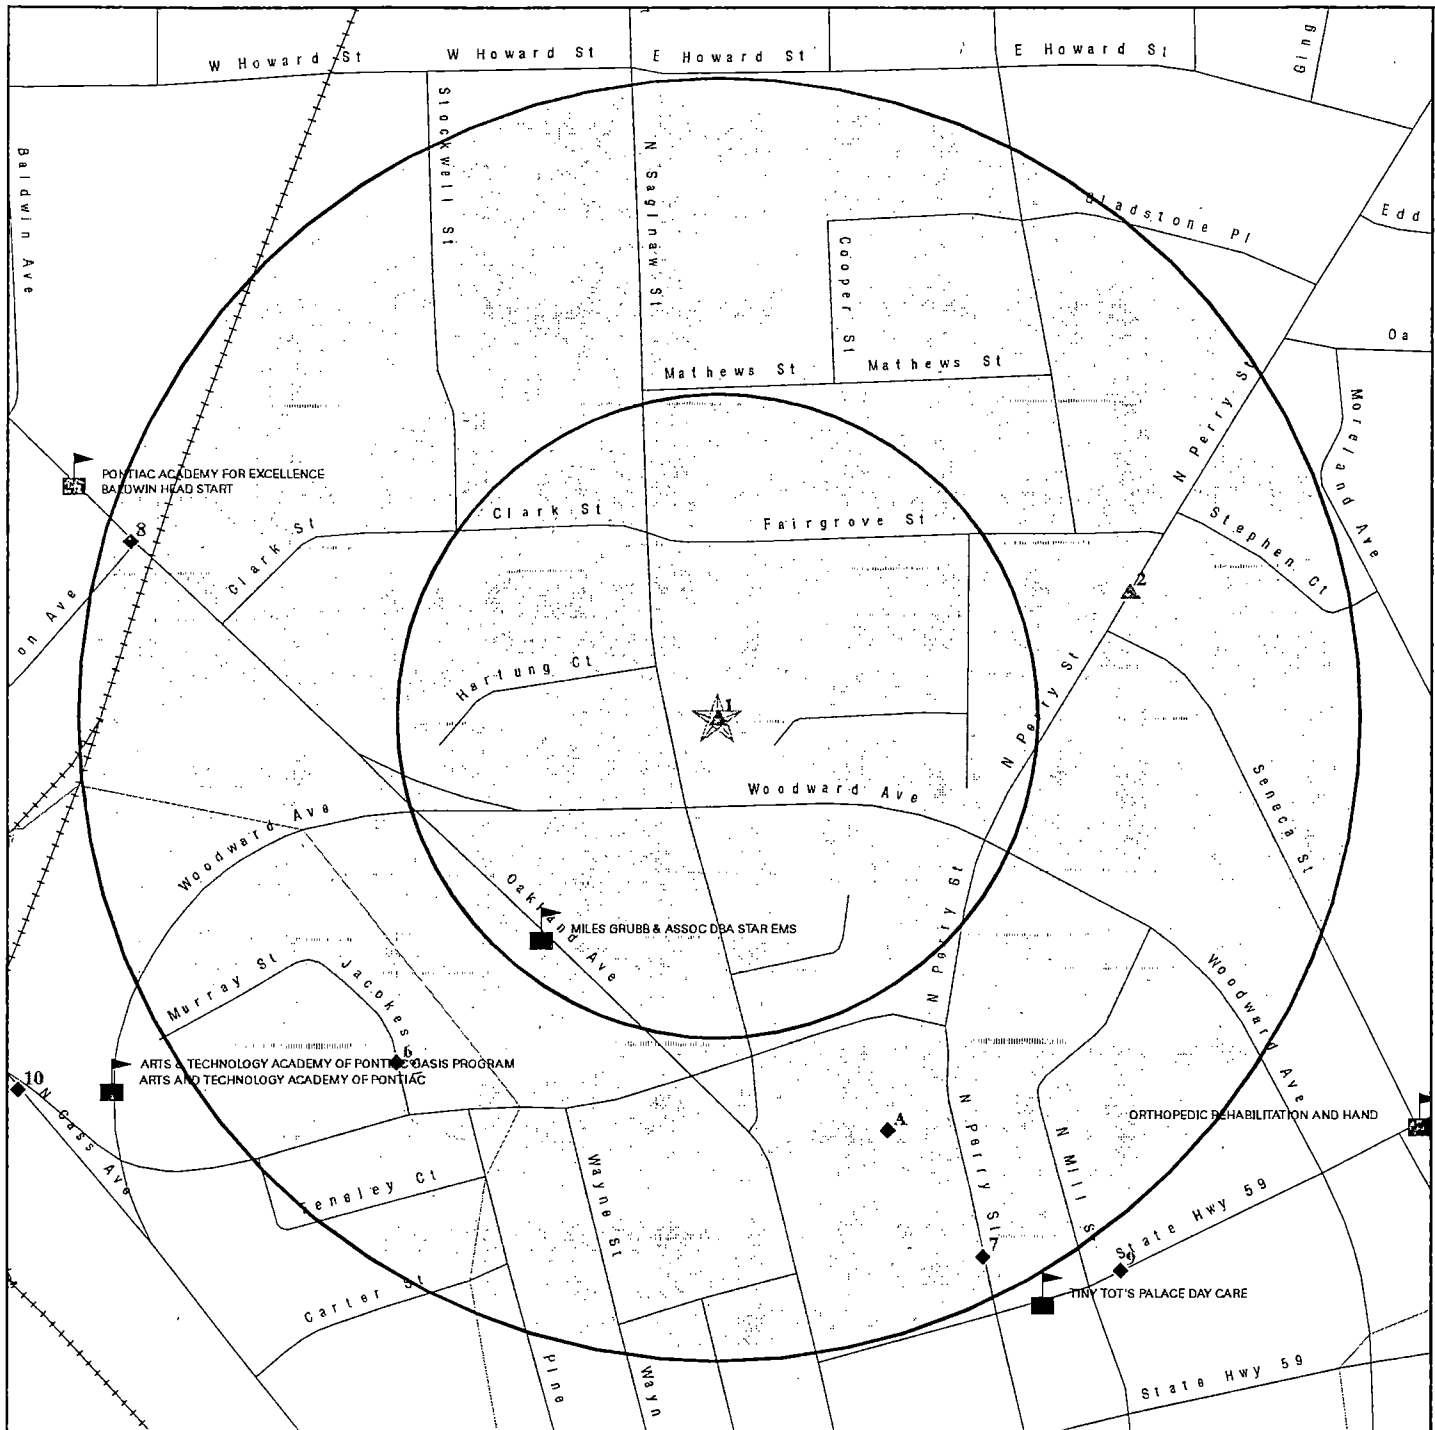 W Howard St
W Howard St
E Howard St
E Howard St
Ging
Baldwin Ave
Stockwell St
N Saginaw St
Cooper St
Gladstone Pl
Edd
Oa
Mathews St
Mathews St
N Perry St
Moreland Ave
PONTIAC ACADEMY FOR EXCELLENCE
BALDWIN HEAD START
8
Clark St
Clark St
Fairgrove St
Stephen Ct
2
on Ave
Hartung Ct
1
N Perry St
Seneca St
Woodward Ave
Woodward Ave
Oakland Ave
MILES GRUBB & ASSOC DBA STAR EMS
N Perry St
Woodward Ave
Murray St
Jacokes
6
ARTS & TECHNOLOGY ACADEMY OF PONTIAC OASIS PROGRAM
ARTS AND TECHNOLOGY ACADEMY OF PONTIAC
10
N Cass Ave
4
N Perry St
N Mill St
ORTHOPEDIC REHABILITATION AND HAND
Fensley Ct
Wayne St
State Hwy 59
7
9
Carter St
TINY TOT'S PALACE DAY CARE
Pine
Wayn
State Hwy 59